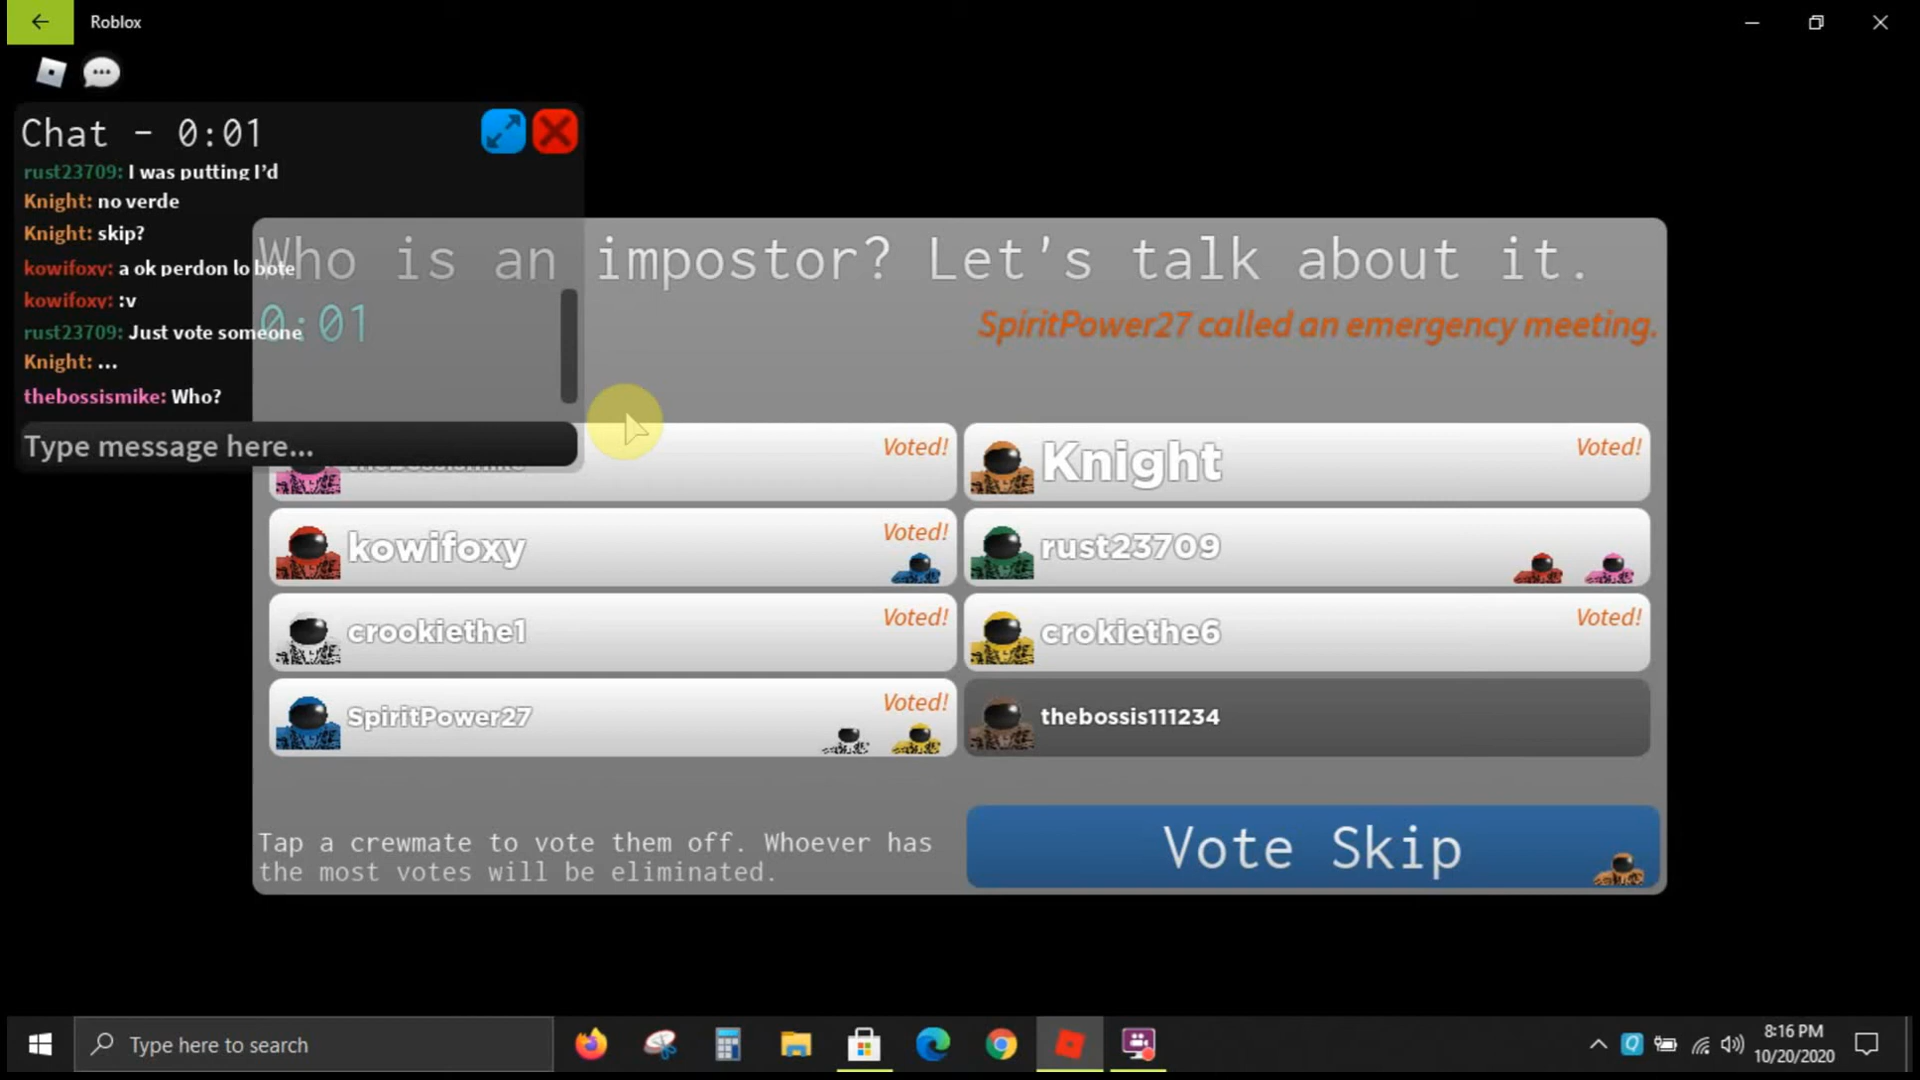 Roblox
Chat - 0:01
rust23709: I was putting I'd
Knight: no verde
Knight: skip?
kowifoxy: a ok perdon lo bote
kowifoxy: :v
rust23709: Just vote someone
Knight: ...
thebossismike: Who?
Type message here...
Who is an impostor? Let's talk about it.
0:01
SpiritPower27 called an emergency meeting.
thebossismike
Voted!
Knight
Voted!
kowifoxy
Voted!
rust23709
crookiethe1
Voted!
crokiethe6
Voted!
SpiritPower27
Voted!
thebossis111234
Tap a crewmate to vote them off. Whoever has
the most votes will be eliminated.
Vote Skip
Type here to search
8:16 PM
10/20/2020